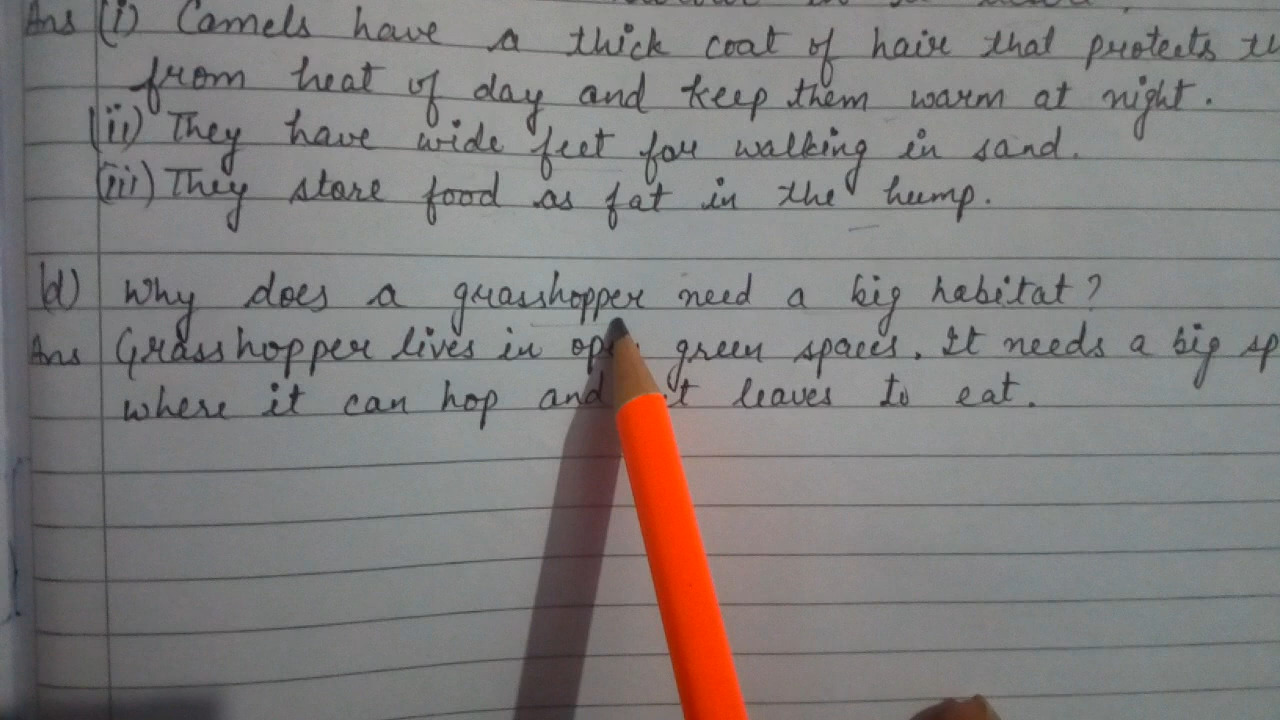 Ans (i) Camels have a thick coat of hair that protects
from heat of day and keep them warm at night.
(ii) They have wide feet for walking in sand.
(iii) They store food as fat in the hump.
d) Why does a grasshopper need a big habitat?
Ans Grasshopper lives in green spaces. It needs a big
where it can hop and leaves to eat.